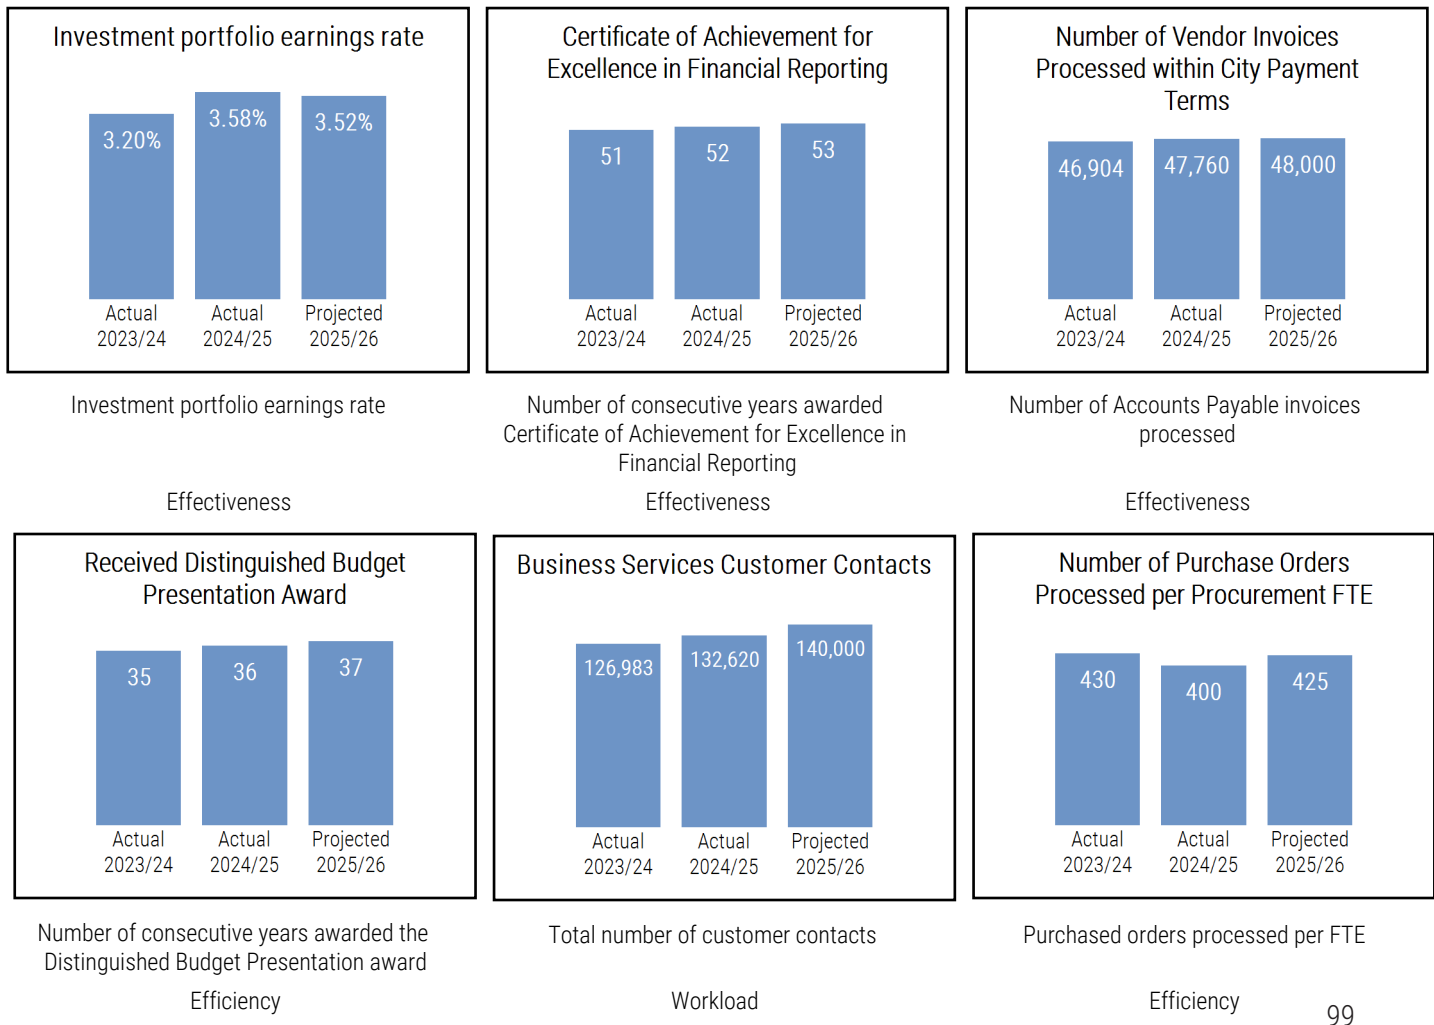 Investment portfolio earnings rate
3.20%
3.58%
3.52%
Actual
2023/24
Actual
2024/25
Projected
2025/26
Investment portfolio earnings rate
Effectiveness
Certificate of Achievement for
Excellence in Financial Reporting
51
52
53
Actual
2023/24
Actual
2024/25
Projected
2025/26
Number of consecutive years awarded
Certificate of Achievement for Excellence in
Financial Reporting
Effectiveness
Number of Vendor Invoices
Processed within City Payment
Terms
46,904
47,760
48,000
Actual
2023/24
Actual
2024/25
Projected
2025/26
Number of Accounts Payable invoices
processed
Effectiveness
Received Distinguished Budget
Presentation Award
35
36
37
Actual
2023/24
Actual
2024/25
Projected
2025/26
Number of consecutive years awarded the
Distinguished Budget Presentation award
Efficiency
Business Services Customer Contacts
126,983
132,620
140,000
Actual
2023/24
Actual
2024/25
Projected
2025/26
Total number of customer contacts
Workload
Number of Purchase Orders
Processed per Procurement FTE
430
400
425
Actual
2023/24
Actual
2024/25
Projected
2025/26
Purchased orders processed per FTE
Efficiency
99